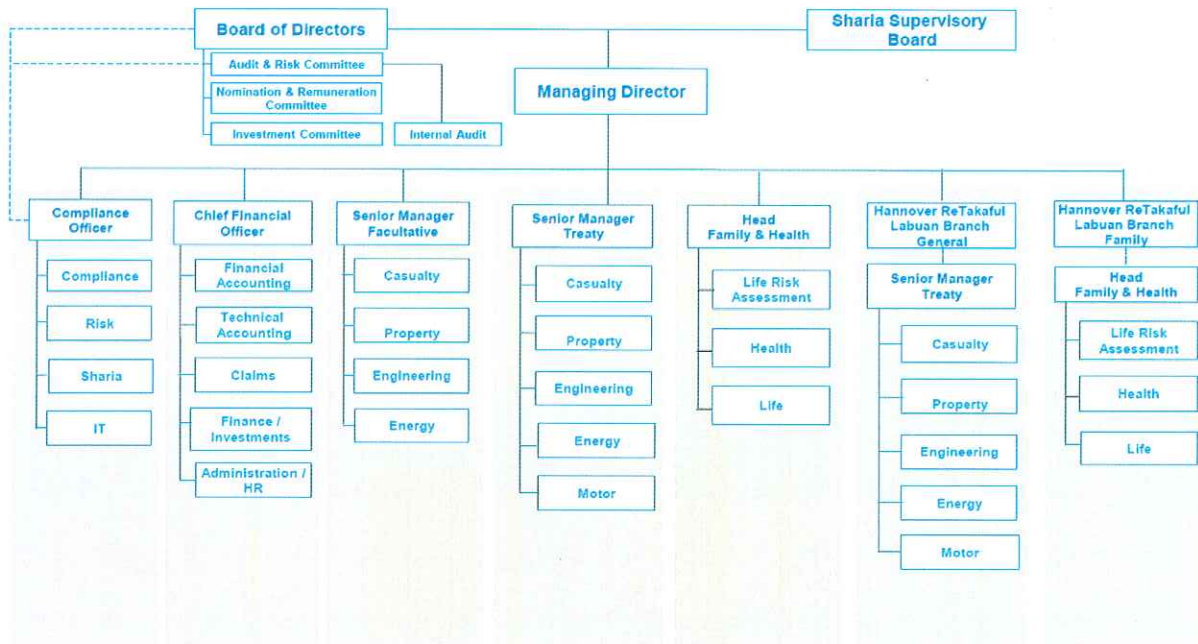 Board of Directors
Sharia Supervisory
Board
Audit & Risk Committee
Nomination & Remuneration
Committee
Investment Committee
Internal Audit
Managing Director
Compliance
Officer
Compliance
Risk
Sharia
IT
Chief Financial
Officer
Financial
Accounting
Technical
Accounting
Claims
Finance /
Investments
Administration /
HR
Senior Manager
Facultative
Casualty
Property
Engineering
Energy
Senior Manager
Treaty
Casualty
Property
Engineering
Energy
Motor
Head
Family & Health
Life Risk
Assessment
Health
Life
Hannover ReTakaful
Labuan Branch
General
Senior Manager
Treaty
Casualty
Property
Engineering
Energy
Motor
Hannover ReTakaful
Labuan Branch
Family
Head
Family & Health
Life Risk
Assessment
Health
Life